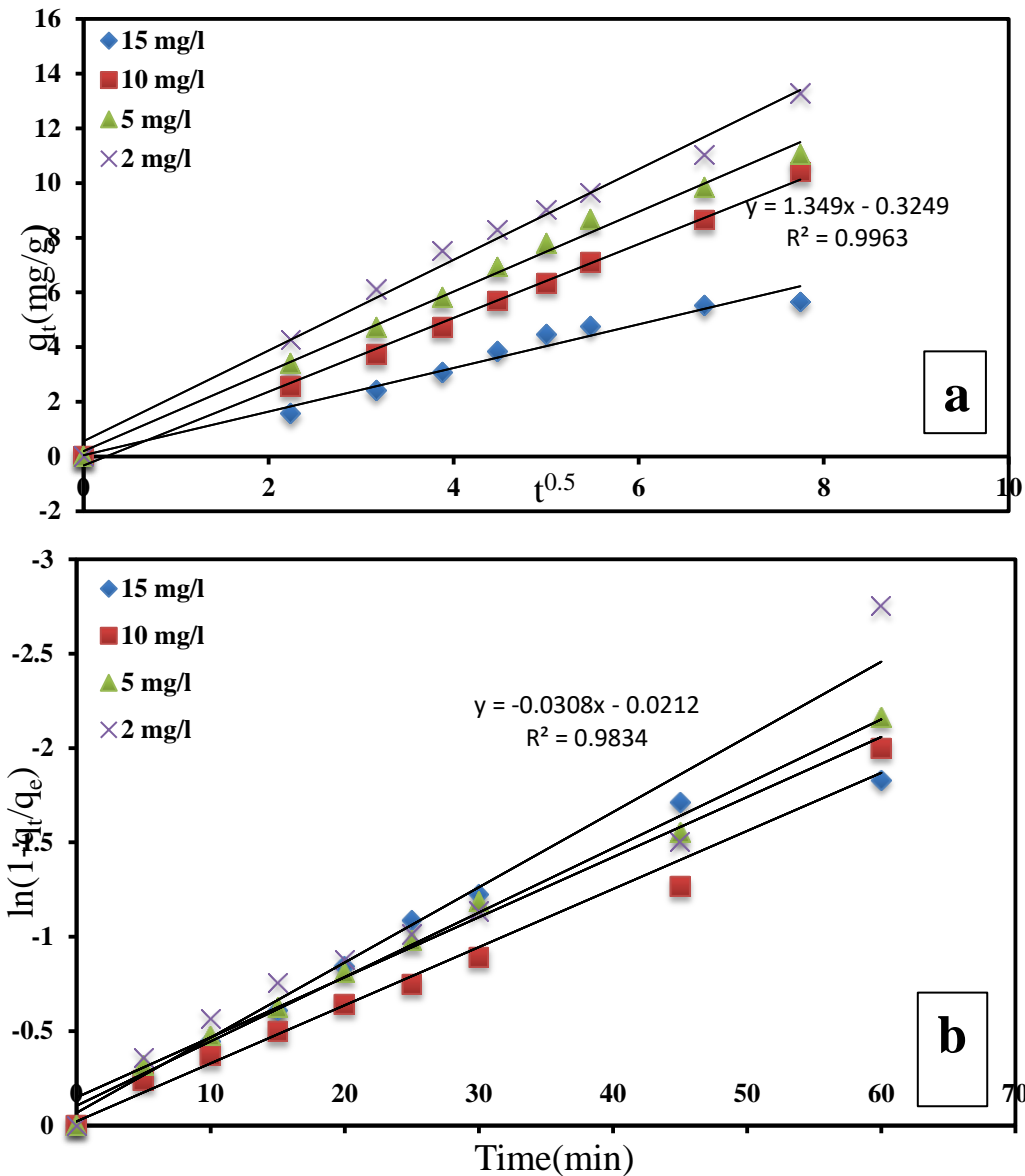 16
14
12
10
8
6
4
2
0
-2
qt(mg/g)
15 mg/l
10 mg/l
5 mg/l
2 mg/l
y = 1.349x - 0.3249
R² = 0.9963
a
0 2 4 6 8 10
t^0.5
-3
-2.5
-2
-1.5
-1
-0.5
0
ln(1-qt/qe)
15 mg/l
10 mg/l
5 mg/l
2 mg/l
y = -0.0308x - 0.0212
R² = 0.9834
b
0 10 20 30 40 50 60 70
Time(min)